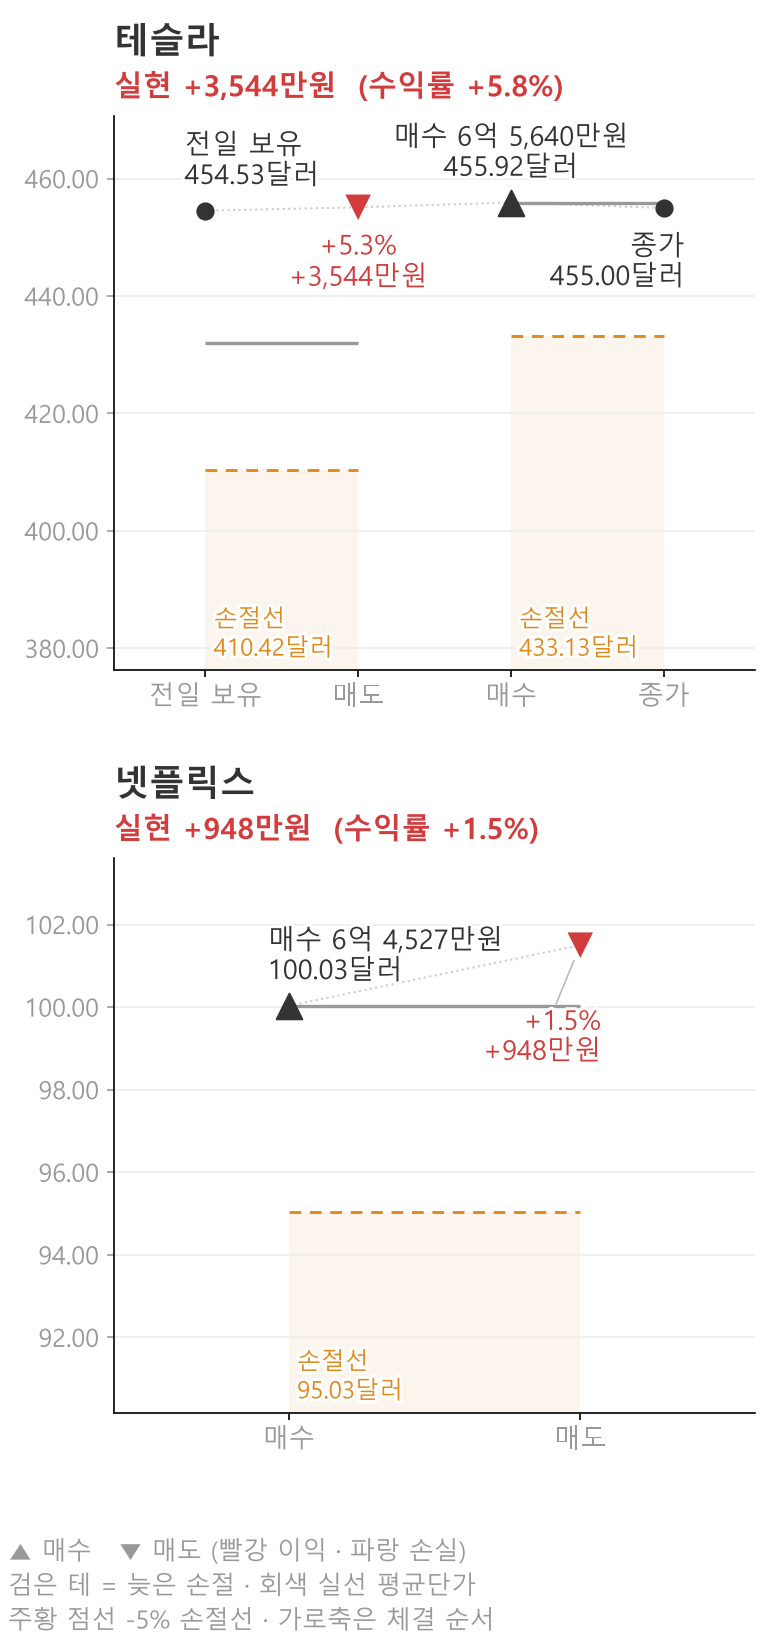 테슬라
실현 +3,544만원 (수익률 +5.8%)
전일 보유
454.53달러
매수 6억 5,640만원
455.92달러
+5.3%
+3,544만원
종가
455.00달러
460.00
440.00
420.00
400.00
380.00
손절선
410.42달러
손절선
433.13달러
전일 보유 매도 매수 종가
넷플릭스
실현 +948만원 (수익률 +1.5%)
매수 6억 4,527만원
100.03달러
+1.5%
+948만원
102.00
100.00
98.00
96.00
94.00
92.00
손절선
95.03달러
매수 매도
▲ 매수 ▼ 매도 (빨강 이익 · 파랑 손실)
검은 테 = 늦은 손절 · 회색 실선 평균단가
주황 점선 -5% 손절선 · 가로축은 체결 순서